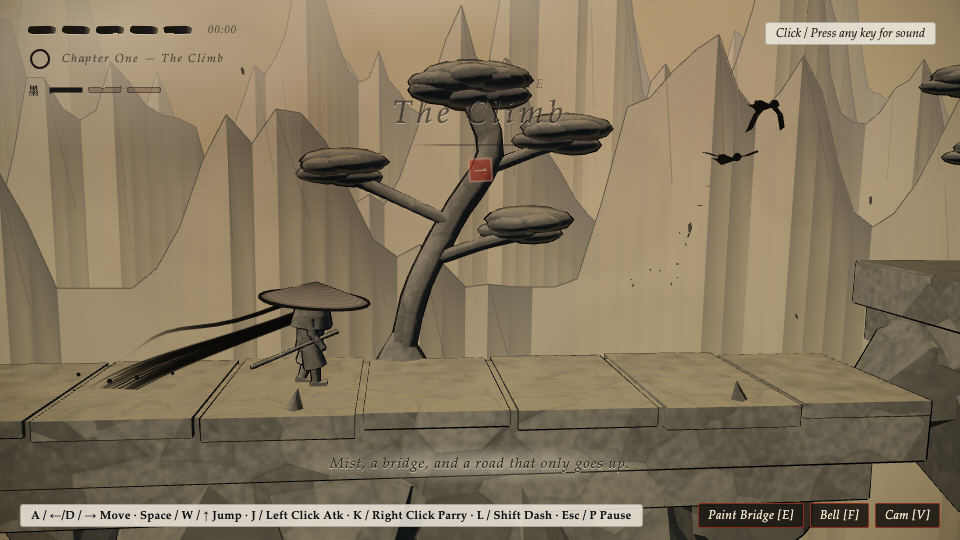 00:00
Click / Press any key for sound
Chapter One — The Climb
墨
The Climb
一
Mist, a bridge, and a road that only goes up.
A / ←/D / → Move · Space / W / ↑ Jump · J / Left Click Atk · K / Right Click Parry · L / Shift Dash · Esc / P Pause
Paint Bridge [E]
Bell [F]
Cam [V]